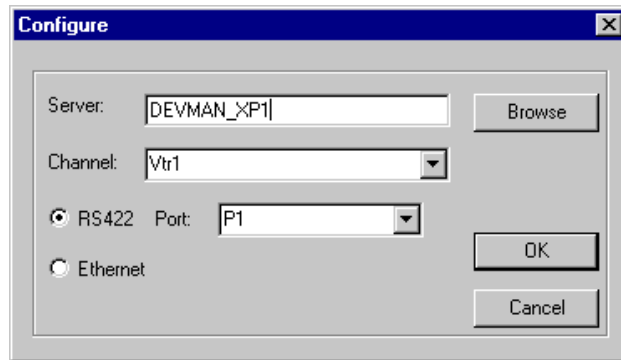 Configure
Server: DEVMAN_XP1 Browse
Channel: Vtr1
RS422 Port: P1
OK
Ethernet
Cancel